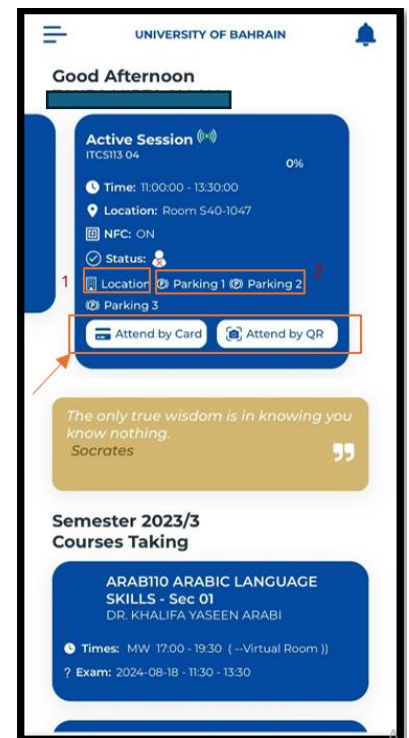 UNIVERSITY OF BAHRAIN
Good Afternoon
Active Session
ITCS113 04
0%
Time: 11:00:00 - 13:30:00
Location: Room S40-1047
NFC: ON
Status:
1 Location Parking 1 Parking 2 2
Parking 3
Attend by Card Attend by QR
The only true wisdom is in knowing you
know nothing.
Socrates
Semester 2023/3
Courses Taking
ARAB110 ARABIC LANGUAGE
SKILLS - Sec 01
DR. KHALIFA YASEEN ARABI
Times: MW 17:00 - 19:30 ( --Virtual Room ))
? Exam: 2024-08-18 - 11:30 - 13:30